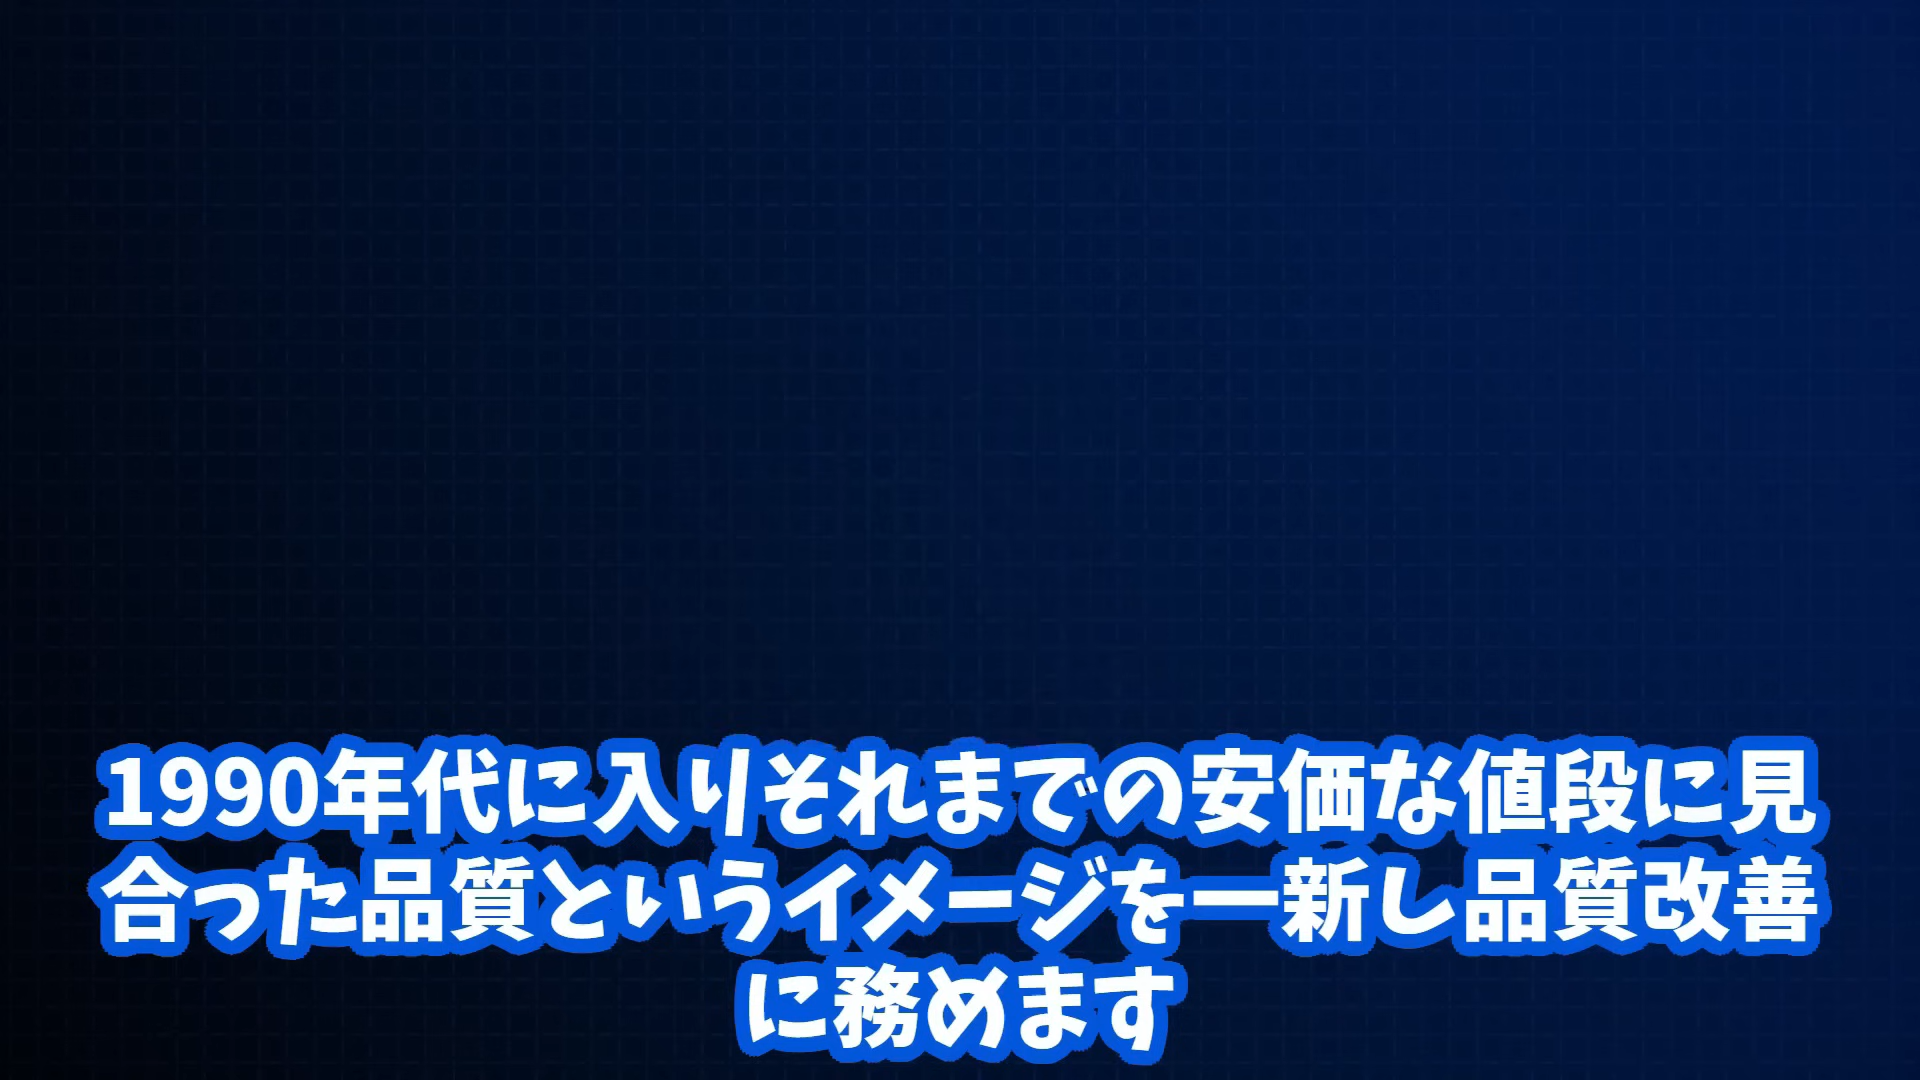 1990年代に入りそれまでの安価な値段に見
合った品質というイメージを一新し品質改善
に務めます